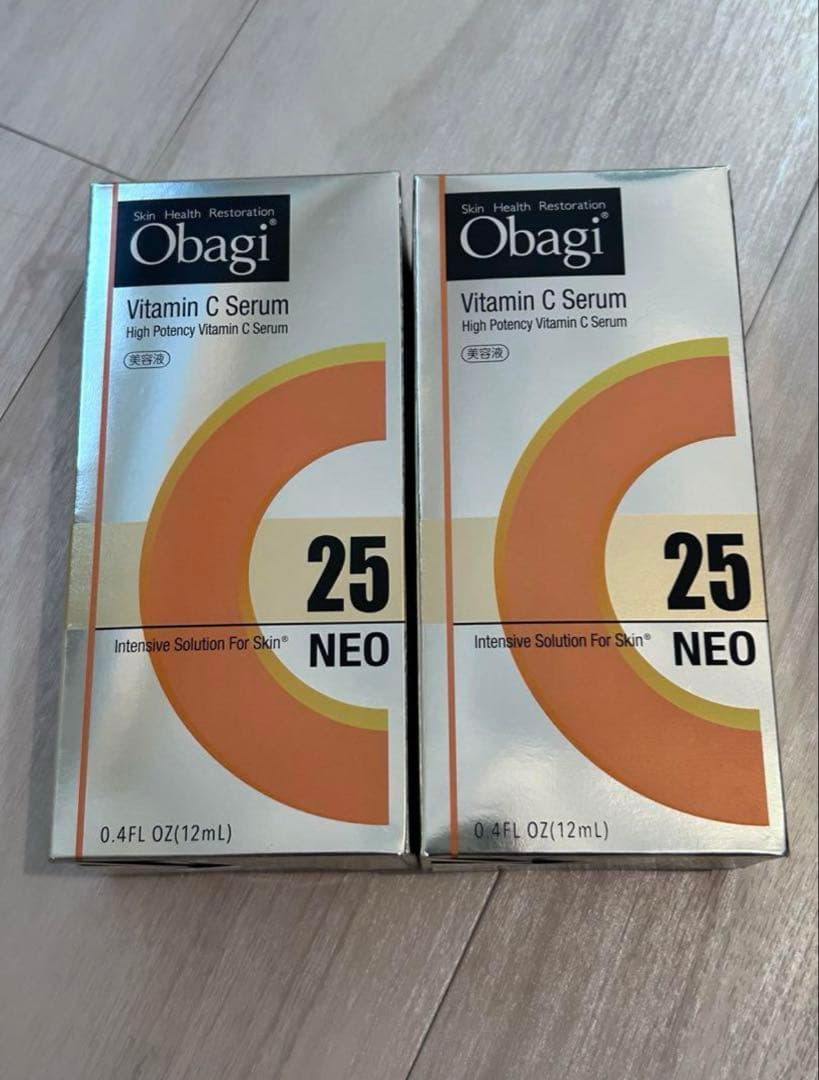 Skin Health Restoration
Obagi®
Vitamin C Serum
High Potency Vitamin C Serum
美容液
25
Intensive Solution For Skin®
NEO
0.4FL OZ(12mL)
Skin Health Restoration
Obagi®
Vitamin C Serum
High Potency Vitamin C Serum
美容液
25
Intensive Solution For Skin®
NEO
0.4FL OZ(12mL)